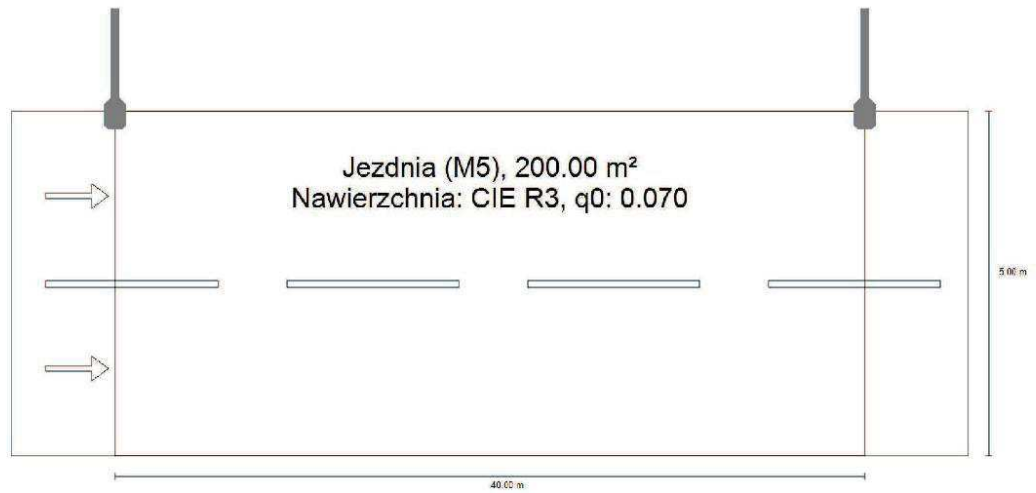 Jezdnia (M5), 200.00 m²
Nawierzchnia: CIE R3, q0: 0.070
5.00 m
40.00 m